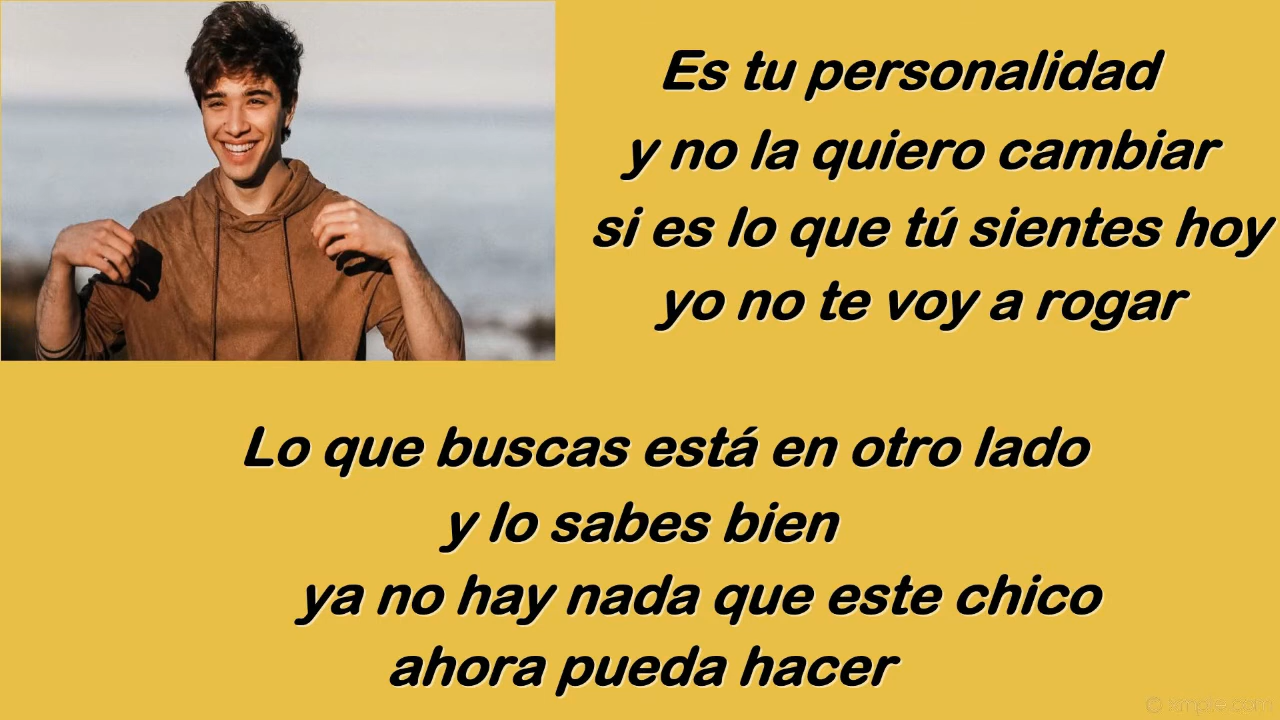 Es tu personalidad
y no la quiero cambiar
si es lo que tú sientes hoy
yo no te voy a rogar
Lo que buscas está en otro lado
y lo sabes bien
ya no hay nada que este chico
ahora pueda hacer